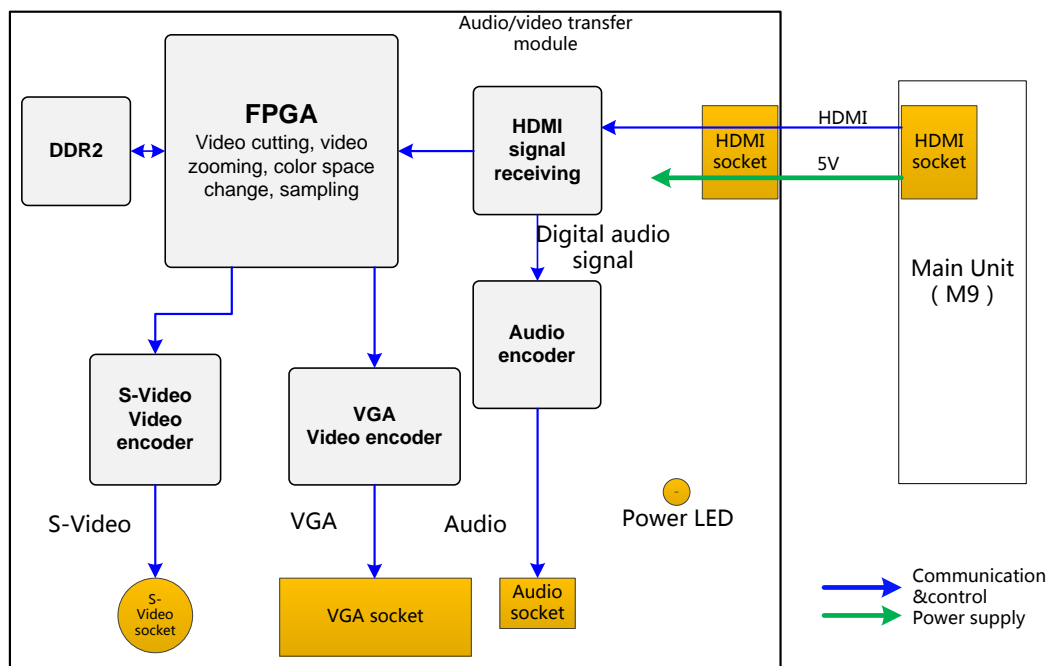 Audio/video transfer
module
FPGA
Video cutting, video
zooming, color space
change, sampling
DDR2
HDMI
signal
receiving
HDMI
socket
HDMI
5V
HDMI
socket
Main Unit
( M9 )
Digital audio
signal
Audio
encoder
S-Video
Video
encoder
VGA
Video encoder
S-Video
VGA
Audio
-
Power LED
S-
Video
socket
VGA socket
Audio
socket
Communication
&control
Power supply